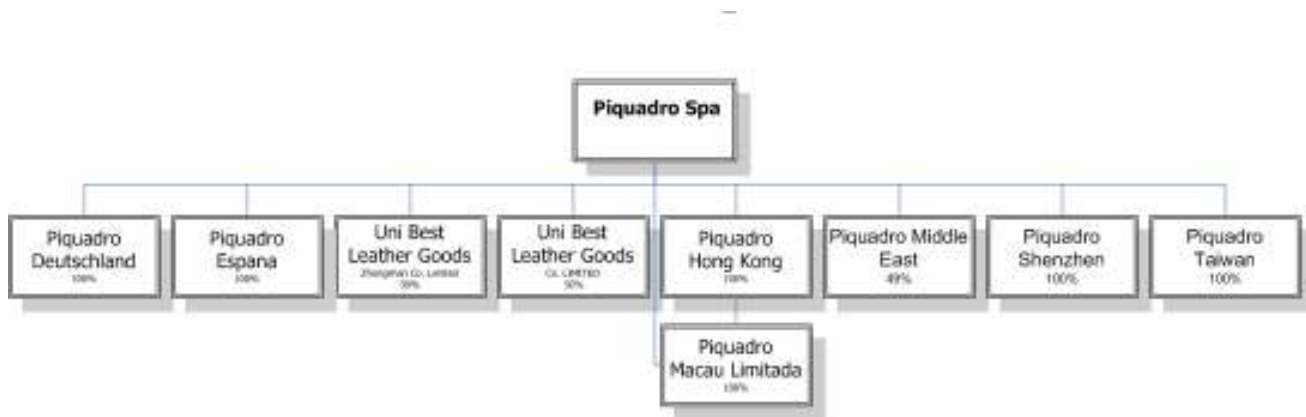 Piquadro Spa
Piquadro
Deutschland
100%
Piquadro
Espana
100%
Uni Best
Leather Goods
Co. Limited
50%
Uni Best
Leather Goods
Co. LIMITED
50%
Piquadro
Hong Kong
100%
Piquadro Middle
East
49%
Piquadro
Shenzhen
100%
Piquadro
Taiwan
100%
Piquadro
Macau Limitada
100%